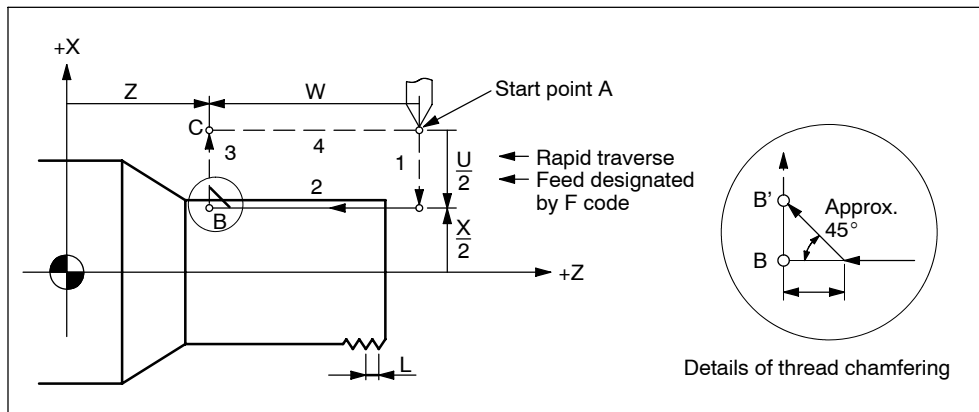 +X
Z
W
Start point A
C
3
4
1
U
2
Rapid traverse
Feed designated
by F code
2
B
X
2
+Z
L
B'
Approx.
45°
B
Details of thread chamfering